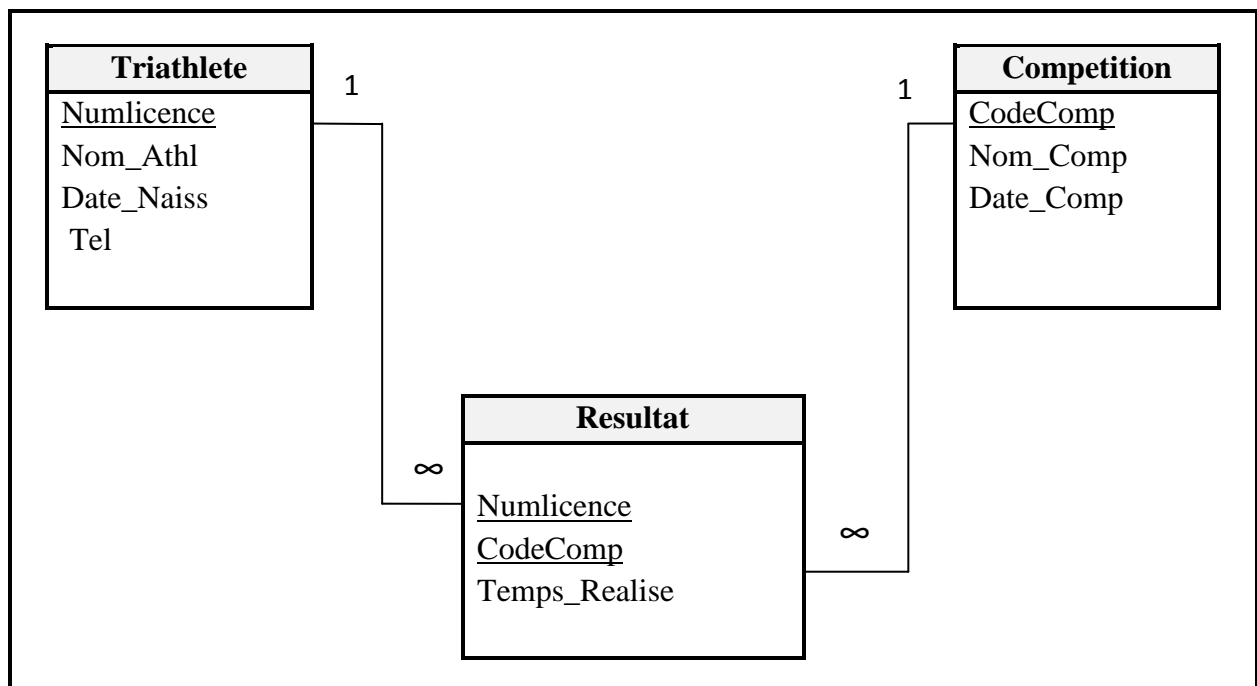 Triathlete
Numlicence
Nom_Athl
Date_Naiss
Tel
1
1
Competition
CodeComp
Nom_Comp
Date_Comp
Resultat
Numlicence
CodeComp
Temps_Realise
∞
∞